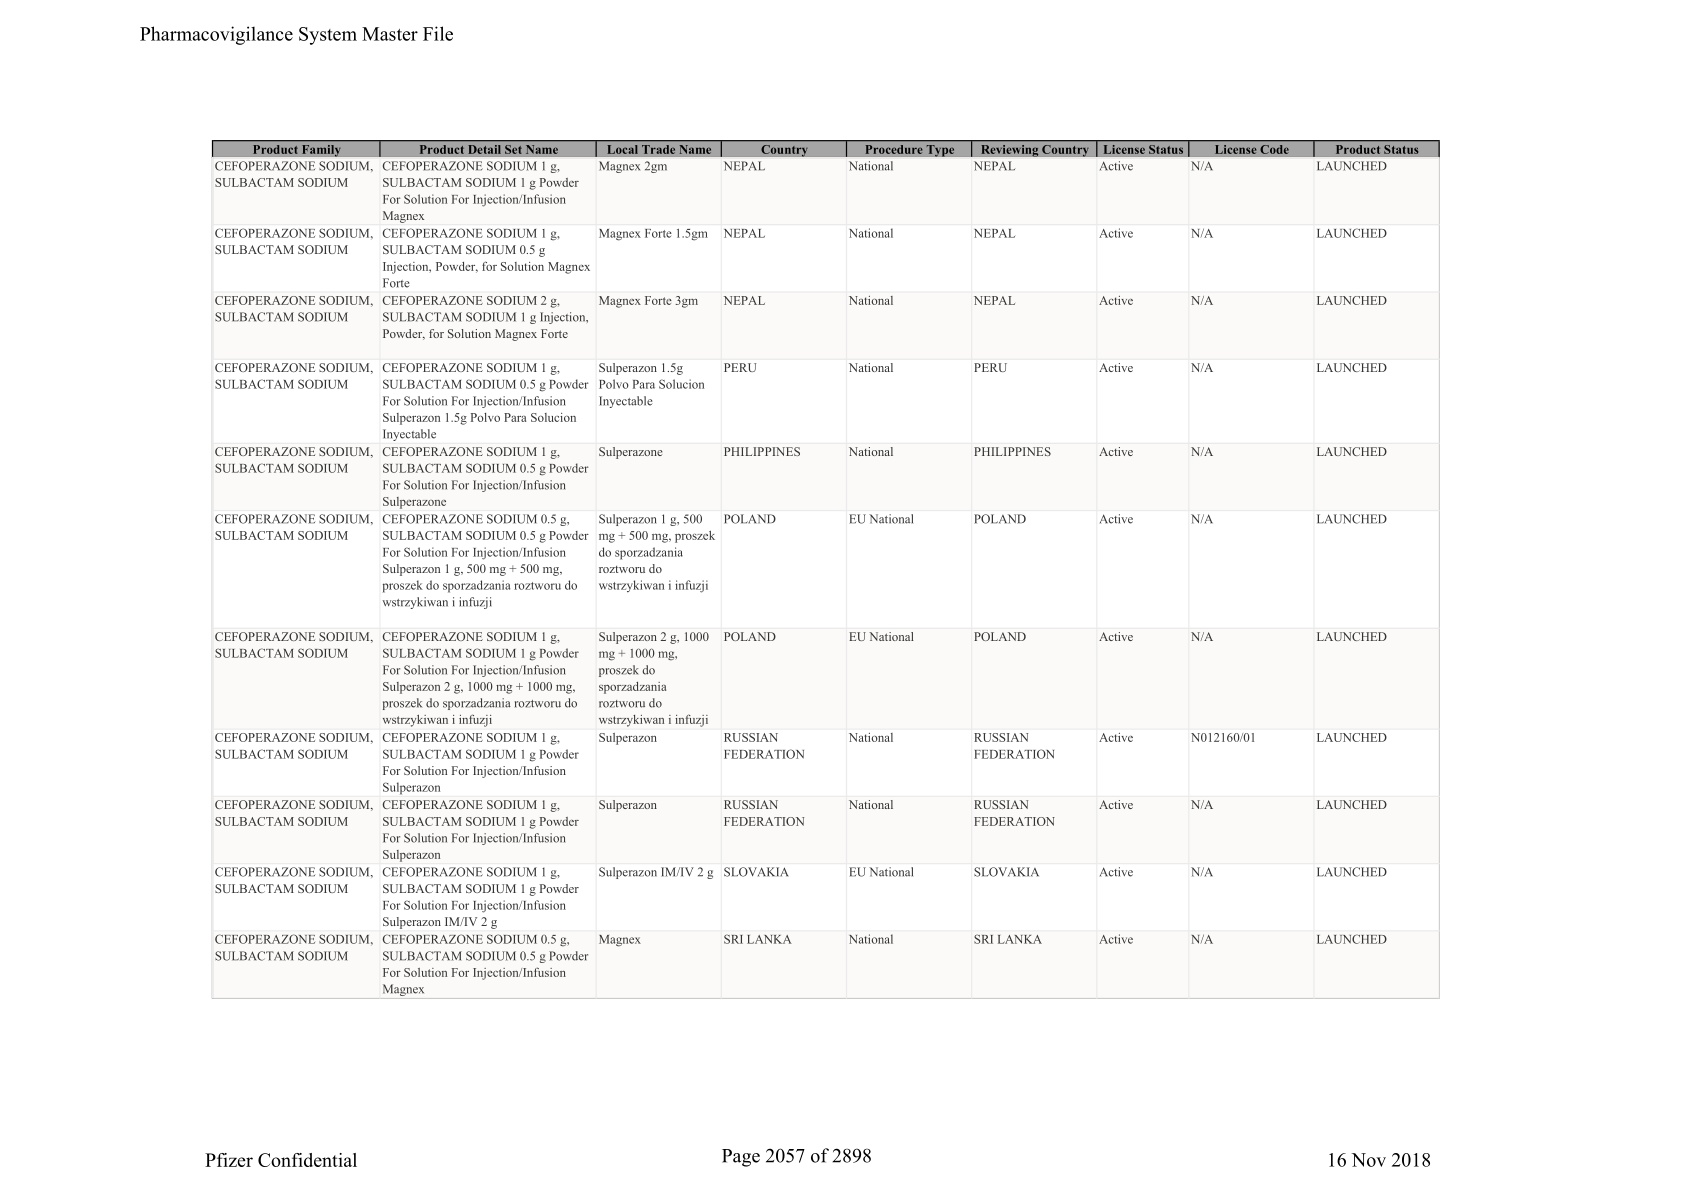 Pharmacovigilance System Master File
Product Family Product Detail Set Name Local Trade Name Country Procedure Type Reviewing Country License Status License Code Product Status
CEFOPERAZONE SODIUM, CEFOPERAZONE SODIUM 1 g, Magnex 2gm NEPAL National NEPAL Active N/A LAUNCHED
SULBACTAM SODIUM SULBACTAM SODIUM 1 g Powder
For Solution For Injection/Infusion
Magnex
CEFOPERAZONE SODIUM, CEFOPERAZONE SODIUM 1 g, Magnex Forte 1.5gm NEPAL National NEPAL Active N/A LAUNCHED
SULBACTAM SODIUM SULBACTAM SODIUM 0.5 g
Injection, Powder, for Solution Magnex
Forte
CEFOPERAZONE SODIUM, CEFOPERAZONE SODIUM 2 g, Magnex Forte 3gm NEPAL National NEPAL Active N/A LAUNCHED
SULBACTAM SODIUM SULBACTAM SODIUM 1 g Injection,
Powder, for Solution Magnex Forte
CEFOPERAZONE SODIUM, CEFOPERAZONE SODIUM 1 g, Sulperazon 1.5g PERU National PERU Active N/A LAUNCHED
SULBACTAM SODIUM SULBACTAM SODIUM 0.5 g Powder Polvo Para Solucion
For Solution For Injection/Infusion Inyectable
Sulperazon 1.5g Polvo Para Solucion
Inyectable
CEFOPERAZONE SODIUM, CEFOPERAZONE SODIUM 1 g, Sulperazone PHILIPPINES National PHILIPPINES Active N/A LAUNCHED
SULBACTAM SODIUM SULBACTAM SODIUM 0.5 g Powder
For Solution For Injection/Infusion
Sulperazone
CEFOPERAZONE SODIUM, CEFOPERAZONE SODIUM 0.5 g, Sulperazon 1 g, 500 POLAND EU National POLAND Active N/A LAUNCHED
SULBACTAM SODIUM SULBACTAM SODIUM 0.5 g Powder mg + 500 mg, proszek
For Solution For Injection/Infusion do sporzadzania
Sulperazon 1 g, 500 mg + 500 mg, roztworu do
proszek do sporzadzania roztworu do wstrzykiwan i infuzji
wstrzykiwan i infuzji
CEFOPERAZONE SODIUM, CEFOPERAZONE SODIUM 1 g, Sulperazon 2 g, 1000 POLAND EU National POLAND Active N/A LAUNCHED
SULBACTAM SODIUM SULBACTAM SODIUM 1 g Powder mg + 1000 mg,
For Solution For Injection/Infusion proszek do
Sulperazon 2 g, 1000 mg + 1000 mg, sporzadzania
proszek do sporzadzania roztworu do roztworu do
wstrzykiwan i infuzji wstrzykiwan i infuzji
CEFOPERAZONE SODIUM, CEFOPERAZONE SODIUM 1 g, Sulperazon RUSSIAN National RUSSIAN Active N012160/01 LAUNCHED
SULBACTAM SODIUM SULBACTAM SODIUM 1 g Powder FEDERATION FEDERATION
For Solution For Injection/Infusion
Sulperazon
CEFOPERAZONE SODIUM, CEFOPERAZONE SODIUM 1 g, Sulperazon RUSSIAN National RUSSIAN Active N/A LAUNCHED
SULBACTAM SODIUM SULBACTAM SODIUM 1 g Powder FEDERATION FEDERATION
For Solution For Injection/Infusion
Sulperazon
CEFOPERAZONE SODIUM, CEFOPERAZONE SODIUM 1 g, Sulperazon IM/IV 2 g SLOVAKIA EU National SLOVAKIA Active N/A LAUNCHED
SULBACTAM SODIUM SULBACTAM SODIUM 1 g Powder
For Solution For Injection/Infusion
Sulperazon IM/IV 2 g
CEFOPERAZONE SODIUM, CEFOPERAZONE SODIUM 0.5 g, Magnex SRI LANKA National SRI LANKA Active N/A LAUNCHED
SULBACTAM SODIUM SULBACTAM SODIUM 0.5 g Powder
For Solution For Injection/Infusion
Magnex
Pfizer Confidential Page 2057 of 2898 16 Nov 2018